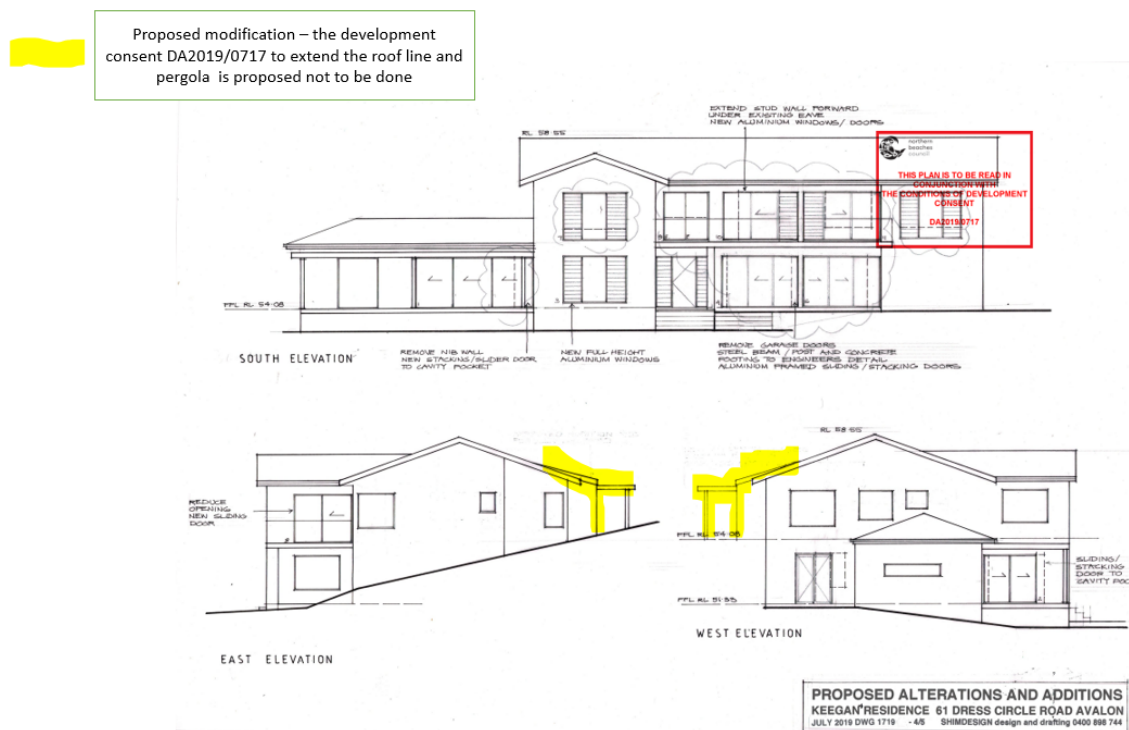 Proposed modification – the development
consent DA2019/0717 to extend the roof line and
pergola is proposed not to be done
EXTEND STUD WALL FORWARD
UNDER EXISTING EAVE
NEW ALUMINIUM WINDOWS/ DOORS
RL 58.55
northern
beaches
council
THIS PLAN IS TO BE READ IN
CONJUNCTION WITH
THE CONDITIONS OF DEVELOPMENT
CONSENT
DA2019/0717
FFL RL 54.08
SOUTH ELEVATION
REMOVE NIB WALL
NEW STACKING/SLIDER DOOR
TO CAVITY POCKET
NEW FULL HEIGHT
ALUMINIUM WINDOWS
REMOVE GARAGE DOORS
STEEL BEAM / POST AND CONCRETE
FOOTING TO ENGINEERS DETAIL
ALUMINIUM FRAMED SLIDING / STACKING DOORS
RL 58.55
REDUCE
OPENING
NEW SLIDING
DOOR
FFL RL 54.08
SLIDING/
STACKING
DOOR TO
CAVITY POC
FFL RL 51.35
EAST ELEVATION
WEST ELEVATION
PROPOSED ALTERATIONS AND ADDITIONS
KEEGAN RESIDENCE 61 DRESS CIRCLE ROAD AVALON
JULY 2019 DWG 1719 - 4/5 SHIMDESIGN design and drafting 0400 898 744